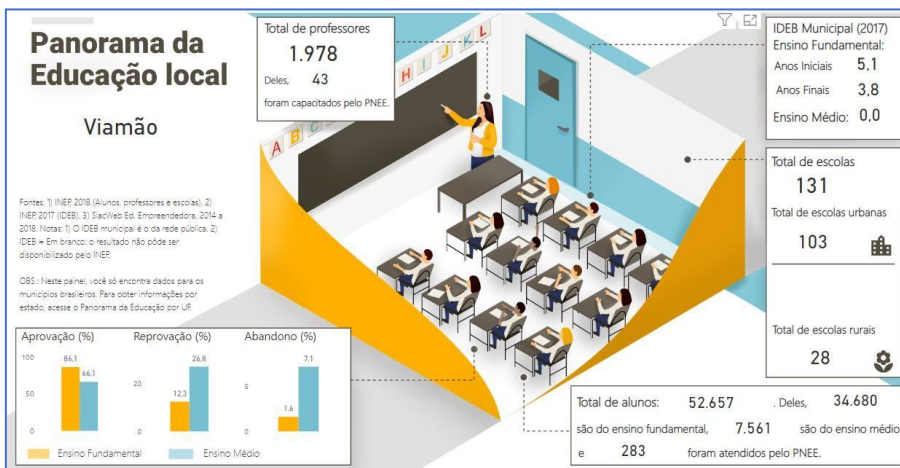 Panorama da
Educação local
Viamão
Fontes: 1) INEP, 2018 (Alunos, professores e escolas). 2)
INEP, 2017 (IDEB). 3) SiacWeb Ed. Empreendedora, 2014 a
2018. Notas: 1) O IDEB municipal é o da rede pública. 2)
IDEB = Em branco: o resultado não pôde ser
disponibilizado pelo INEP.
OBS.: Neste painel, você só encontra dados para os
municípios brasileiros. Para obter informações por
estado, acesse o Panorama da Educação por UF.
Total de professores
1.978
Deles, 43
foram capacitados pelo PNEE.
A B C H I J K L
IDEB Municipal (2017)
Ensino Fundamental:
Anos Iniciais 5,1
Anos Finais 3,8
Ensino Médio: 0,0
Total de escolas
131
Total de escolas urbanas
103
Total de escolas rurais
28
Aprovação (%)
100
50
0
86,1
66,1
Reprovação (%)
20
0
12,3
26,8
Abandono (%)
5
0
1,6
7,1
Ensino Fundamental Ensino Médio
Total de alunos: 52.657 . Deles, 34.680
são do ensino fundamental, 7.561 são do ensino médio
e 283 foram atendidos pelo PNEE.